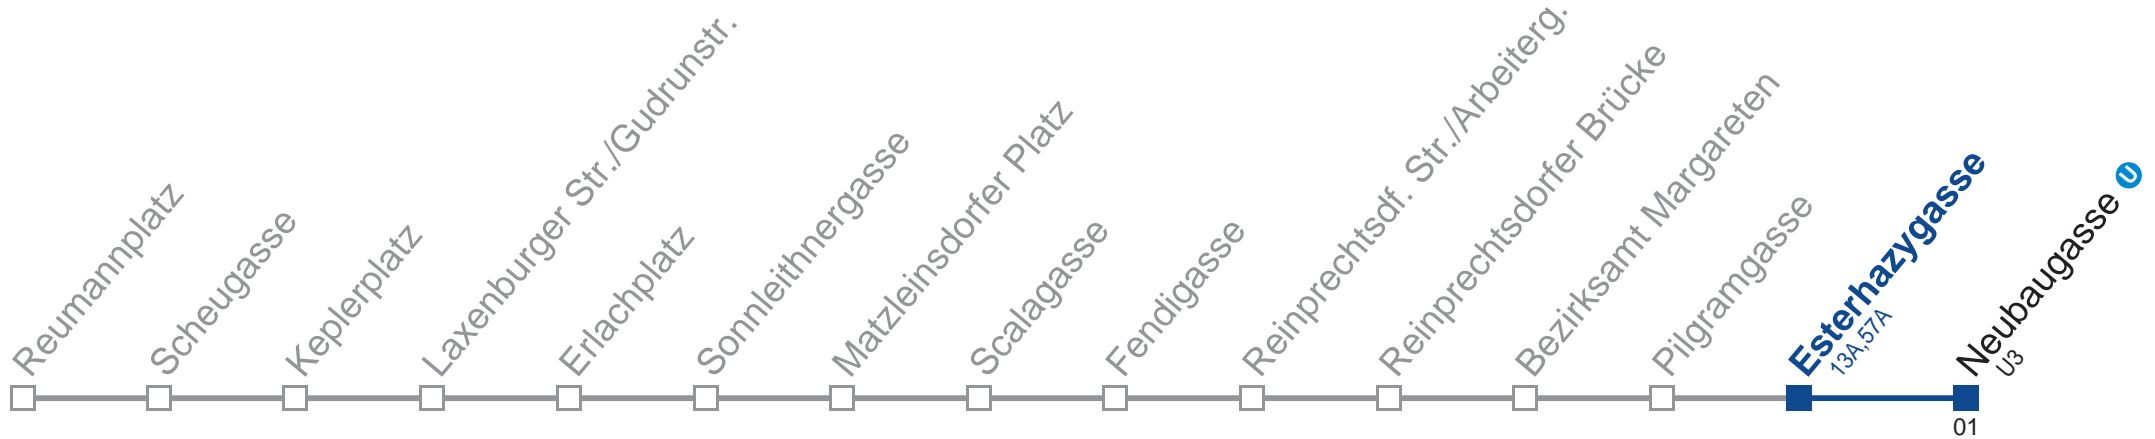 Reumannplatz
Scheugasse
Keplerplatz
Laxenburger Str./Gudrunstr.
Erlachplatz
Sonnleithnergasse
Matzleinsdorfer Platz
Scalagasse
Fendigasse
Reinprechtsdf. Str./Arbeiterg.
Reinprechtsdorfer Brücke
Bezirksamt Margareten
Pilgramgasse
Esterhazygasse
13A,57A
Neubaugasse U
U3
01